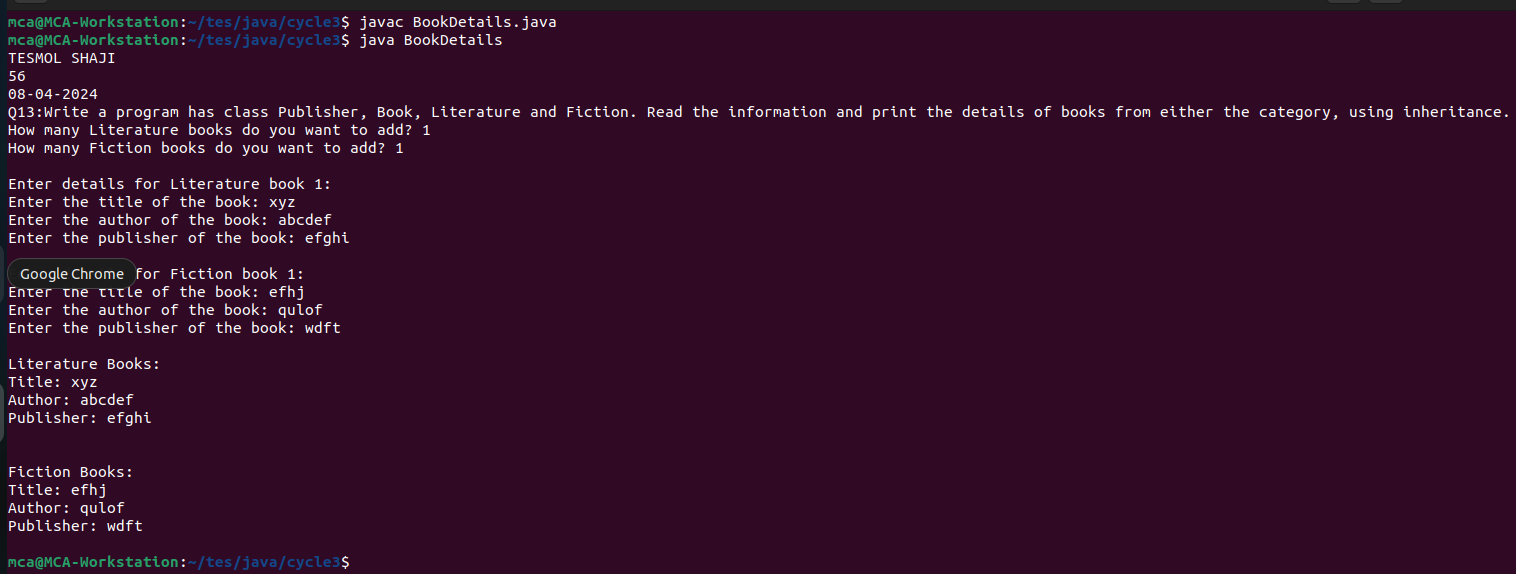 mca@MCA-Workstation:~/tes/java/cycle3$ javac BookDetails.java
mca@MCA-Workstation:~/tes/java/cycle3$ java BookDetails
TESMOL SHAJI
56
08-04-2024
Q13:Write a program has class Publisher, Book, Literature and Fiction. Read the information and print the details of books from either the category, using inheritance.
How many Literature books do you want to add? 1
How many Fiction books do you want to add? 1
Enter details for Literature book 1:
Enter the title of the book: xyz
Enter the author of the book: abcdef
Enter the publisher of the book: efghi
Google Chrome for Fiction book 1:
Enter the title of the book: efhj
Enter the author of the book: qulof
Enter the publisher of the book: wdft
Literature Books:
Title: xyz
Author: abcdef
Publisher: efghi
Fiction Books:
Title: efhj
Author: qulof
Publisher: wdft
mca@MCA-Workstation:~/tes/java/cycle3$